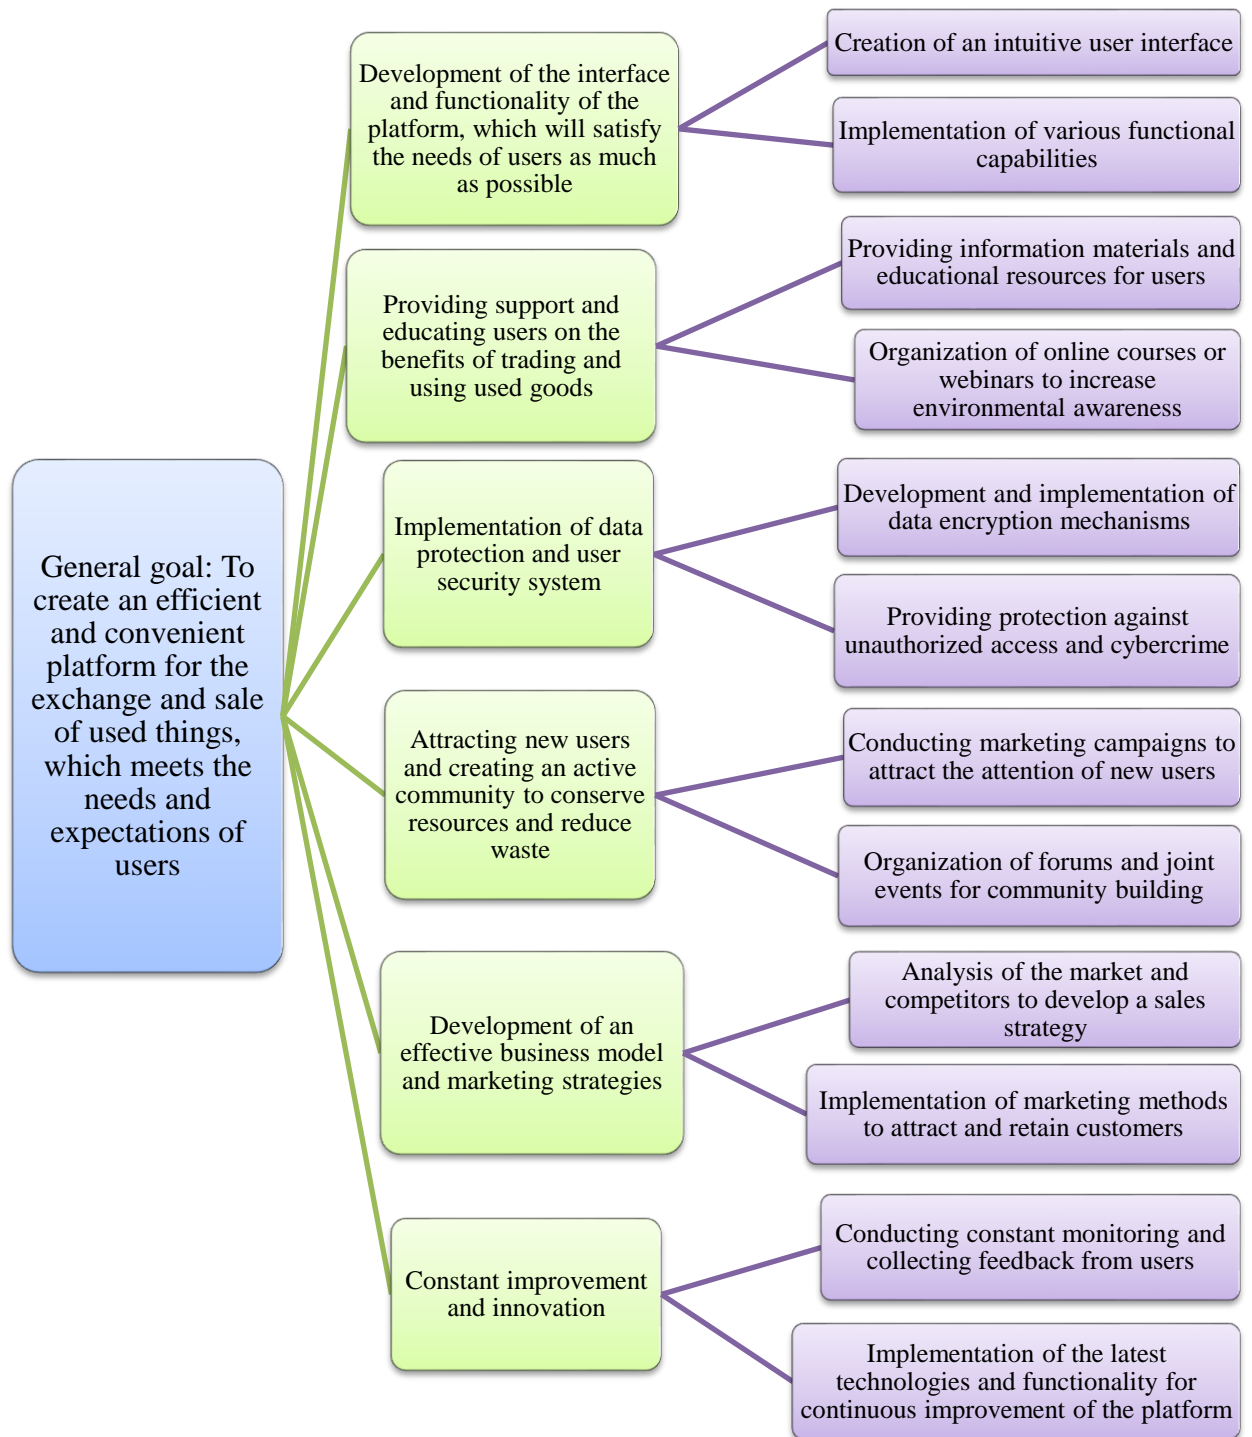 General goal: To
create an efficient
and convenient
platform for the
exchange and sale
of used things,
which meets the
needs and
expectations of
users
Development of the interface
and functionality of the
platform, which will satisfy
the needs of users as much
as possible
Creation of an intuitive user interface
Implementation of various functional
capabilities
Providing support and
educating users on the
benefits of trading and
using used goods
Providing information materials and
educational resources for users
Organization of online courses or
webinars to increase
environmental awareness
Implementation of data
protection and user
security system
Development and implementation of
data encryption mechanisms
Providing protection against
unauthorized access and cybercrime
Attracting new users
and creating an active
community to conserve
resources and reduce
waste
Conducting marketing campaigns to
attract the attention of new users
Organization of forums and joint
events for community building
Development of an
effective business model
and marketing strategies
Analysis of the market and
competitors to develop a sales
strategy
Implementation of marketing methods
to attract and retain customers
Constant improvement
and innovation
Conducting constant monitoring and
collecting feedback from users
Implementation of the latest
technologies and functionality for
continuous improvement of the platform